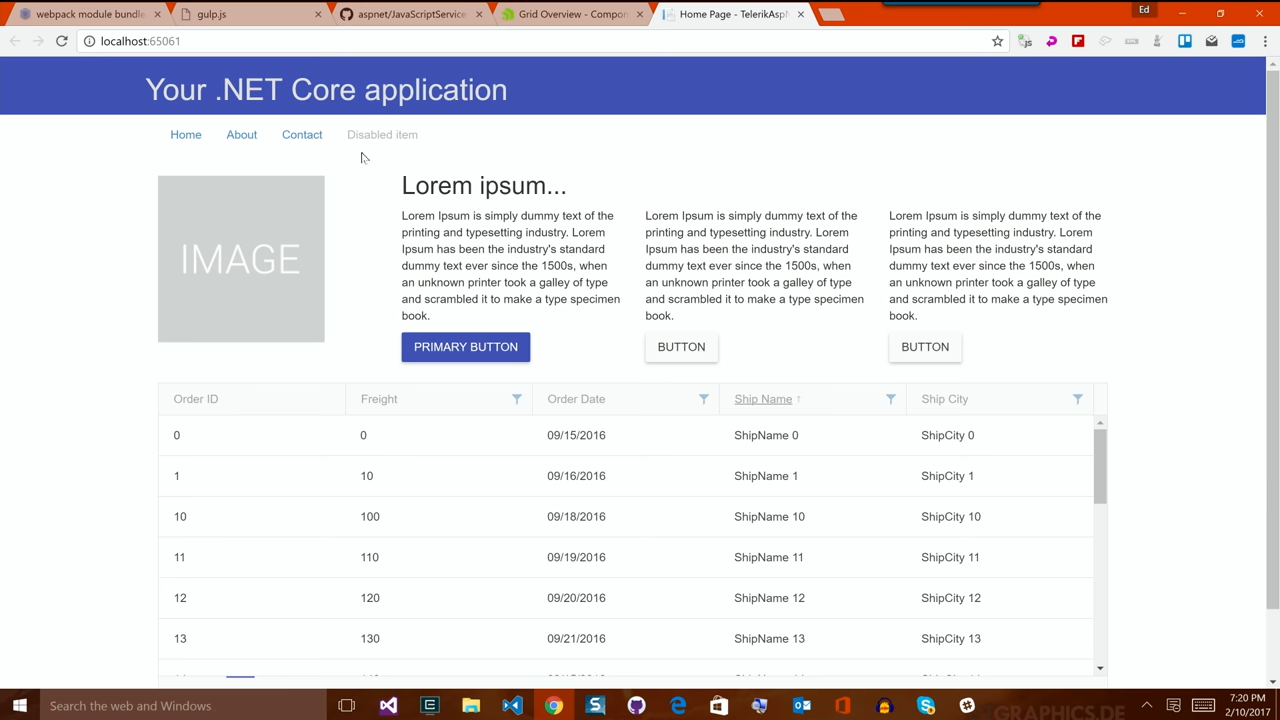 webpack module bundle
gulp.js
aspnet/JavaScriptService
Grid Overview - Compon
Home Page - TelerikAsp
Ed
localhost:65061
JS
Your .NET Core application
Home About Contact Disabled item
IMAGE
Lorem ipsum...
Lorem Ipsum is simply dummy text of the
printing and typesetting industry. Lorem
Ipsum has been the industry's standard
dummy text ever since the 1500s, when
an unknown printer took a galley of type
and scrambled it to make a type specimen
book.
PRIMARY BUTTON
Lorem Ipsum is simply dummy text of the
printing and typesetting industry. Lorem
Ipsum has been the industry's standard
dummy text ever since the 1500s, when
an unknown printer took a galley of type
and scrambled it to make a type specimen
book.
BUTTON
Lorem Ipsum is simply dummy text of the
printing and typesetting industry. Lorem
Ipsum has been the industry's standard
dummy text ever since the 1500s, when
an unknown printer took a galley of type
and scrambled it to make a type specimen
book.
BUTTON
Order ID Freight Order Date Ship Name ↑ Ship City
0 0 09/15/2016 ShipName 0 ShipCity 0
1 10 09/16/2016 ShipName 1 ShipCity 1
10 100 09/18/2016 ShipName 10 ShipCity 10
11 110 09/19/2016 ShipName 11 ShipCity 11
12 120 09/20/2016 ShipName 12 ShipCity 12
13 130 09/21/2016 ShipName 13 ShipCity 13
Search the web and Windows
GRAPHICS.DE
7:20 PM
2/10/2017